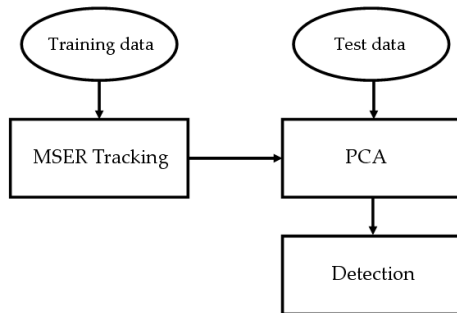 Training data
Test data
MSER Tracking
PCA
Detection